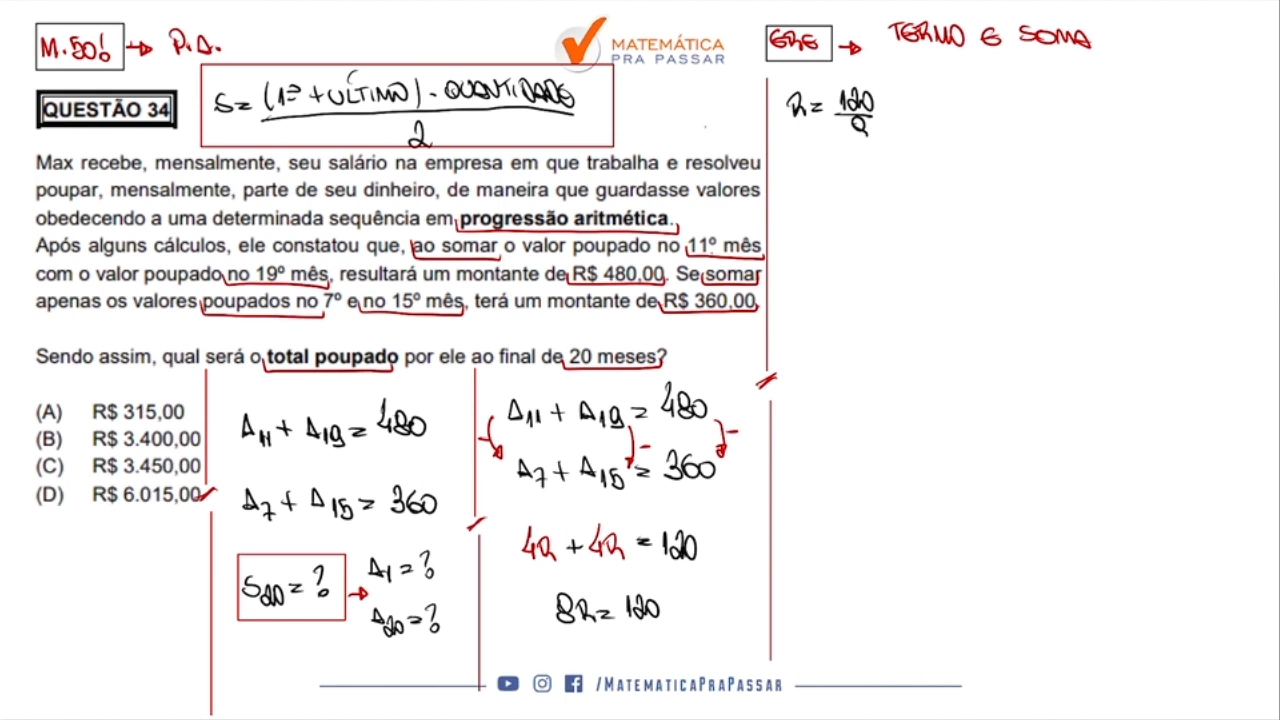 M.50! → P.A.
MATEMÁTICA
PRA PASSAR
ERE → TERMO E SOMA
QUESTÃO 34
S = (1º + ÚLTIMO) . QUANTIDADE
2
R = 120
8
Max recebe, mensalmente, seu salário na empresa em que trabalha e resolveu
poupar, mensalmente, parte de seu dinheiro, de maneira que guardasse valores
obedecendo a uma determinada sequência em progressão aritmética.
Após alguns cálculos, ele constatou que, ao somar o valor poupado no 11º mês
com o valor poupado no 19º mês, resultará um montante de R$ 480,00. Se somar
apenas os valores poupados no 7º e no 15º mês, terá um montante de R$ 360,00.
Sendo assim, qual será o total poupado por ele ao final de 20 meses?
(A) R$ 315,00
(B) R$ 3.400,00
(C) R$ 3.450,00
(D) R$ 6.015,00
A11 + A19 = 480
A7 + A15 = 360
S20 = ? → A1 = ?
A20 = ?
A11 + A19 = 480
A7 + A15 = 360
4R + 4R = 120
8R = 120
/MATEMATICAPRAPASSAR